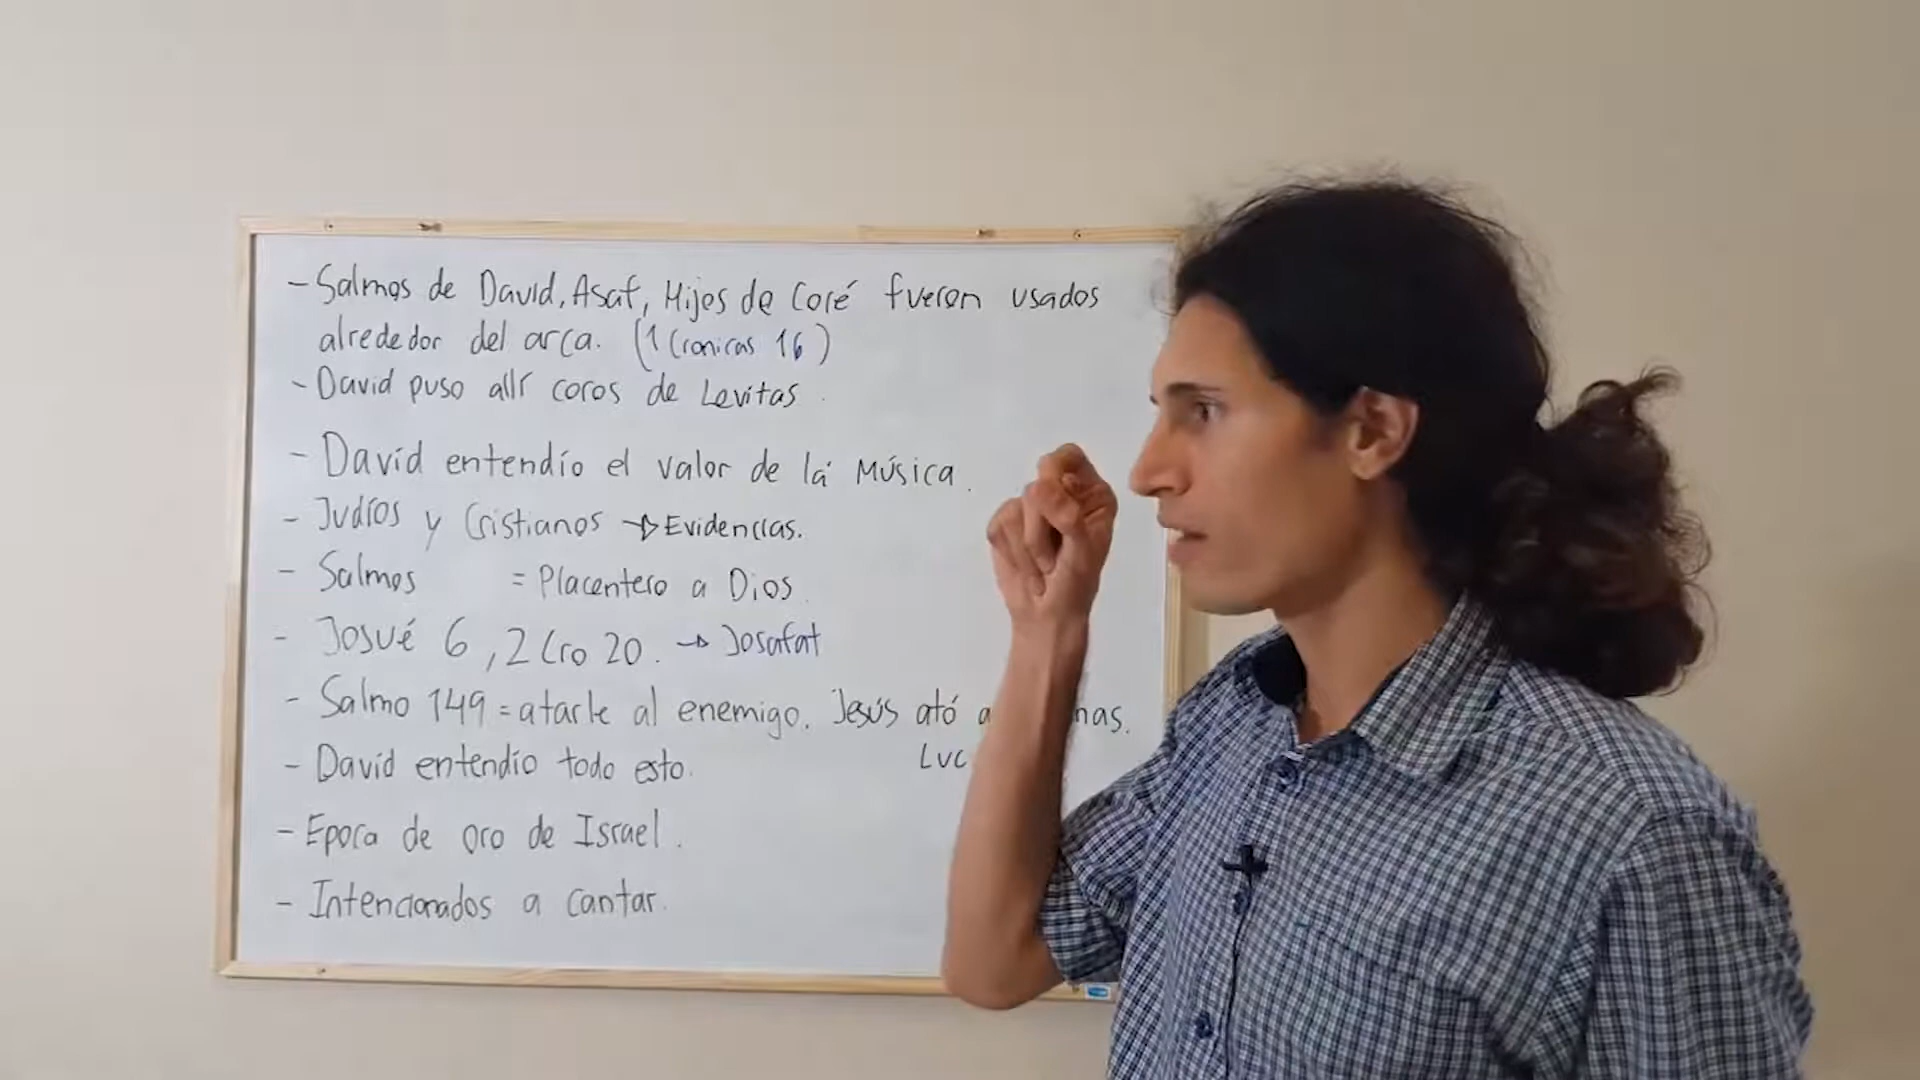 - Salmos de David, Asaf, Hijos de Coré fueron usados
alrededor del arca. (1 Cronicas 16)
- David puso allí coros de Levitas.
- David entendío el valor de la Música.
- Judíos y Cristianos → Evidencias.
- Salmos = Placentero a Dios.
- Josué 6, 2 Cro 20. → Josafat
- Salmo 149 = atarle al enemigo. Jesús ató
Luc
- David entendío todo esto.
- Epoca de oro de Israel.
- Intencionados a cantar.